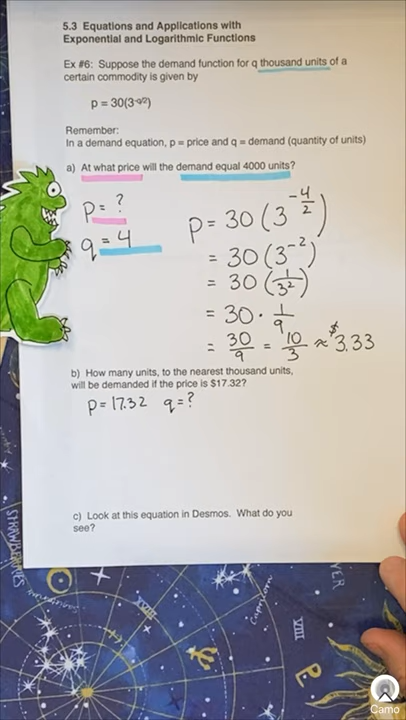 5.3 Equations and Applications with
Exponential and Logarithmic Functions
Ex #6: Suppose the demand function for q thousand units of a
certain commodity is given by
p = 30(3^-q/2)
Remember:
In a demand equation, p = price and q = demand (quantity of units)
a) At what price will the demand equal 4000 units?
p = ?
q = 4
p = 30 (3^-4/2)
= 30 (3^-2)
= 30 (1/3^2)
= 30 · 1/9
= 30/9 = 10/3 ≈ $3.33
b) How many units, to the nearest thousand units,
will be demanded if the price is $17.32?
p = 17.32 q = ?
c) Look at this equation in Desmos. What do you
see?
STRAWBERRIES
XVIII
Capricorn
VIII
Camo